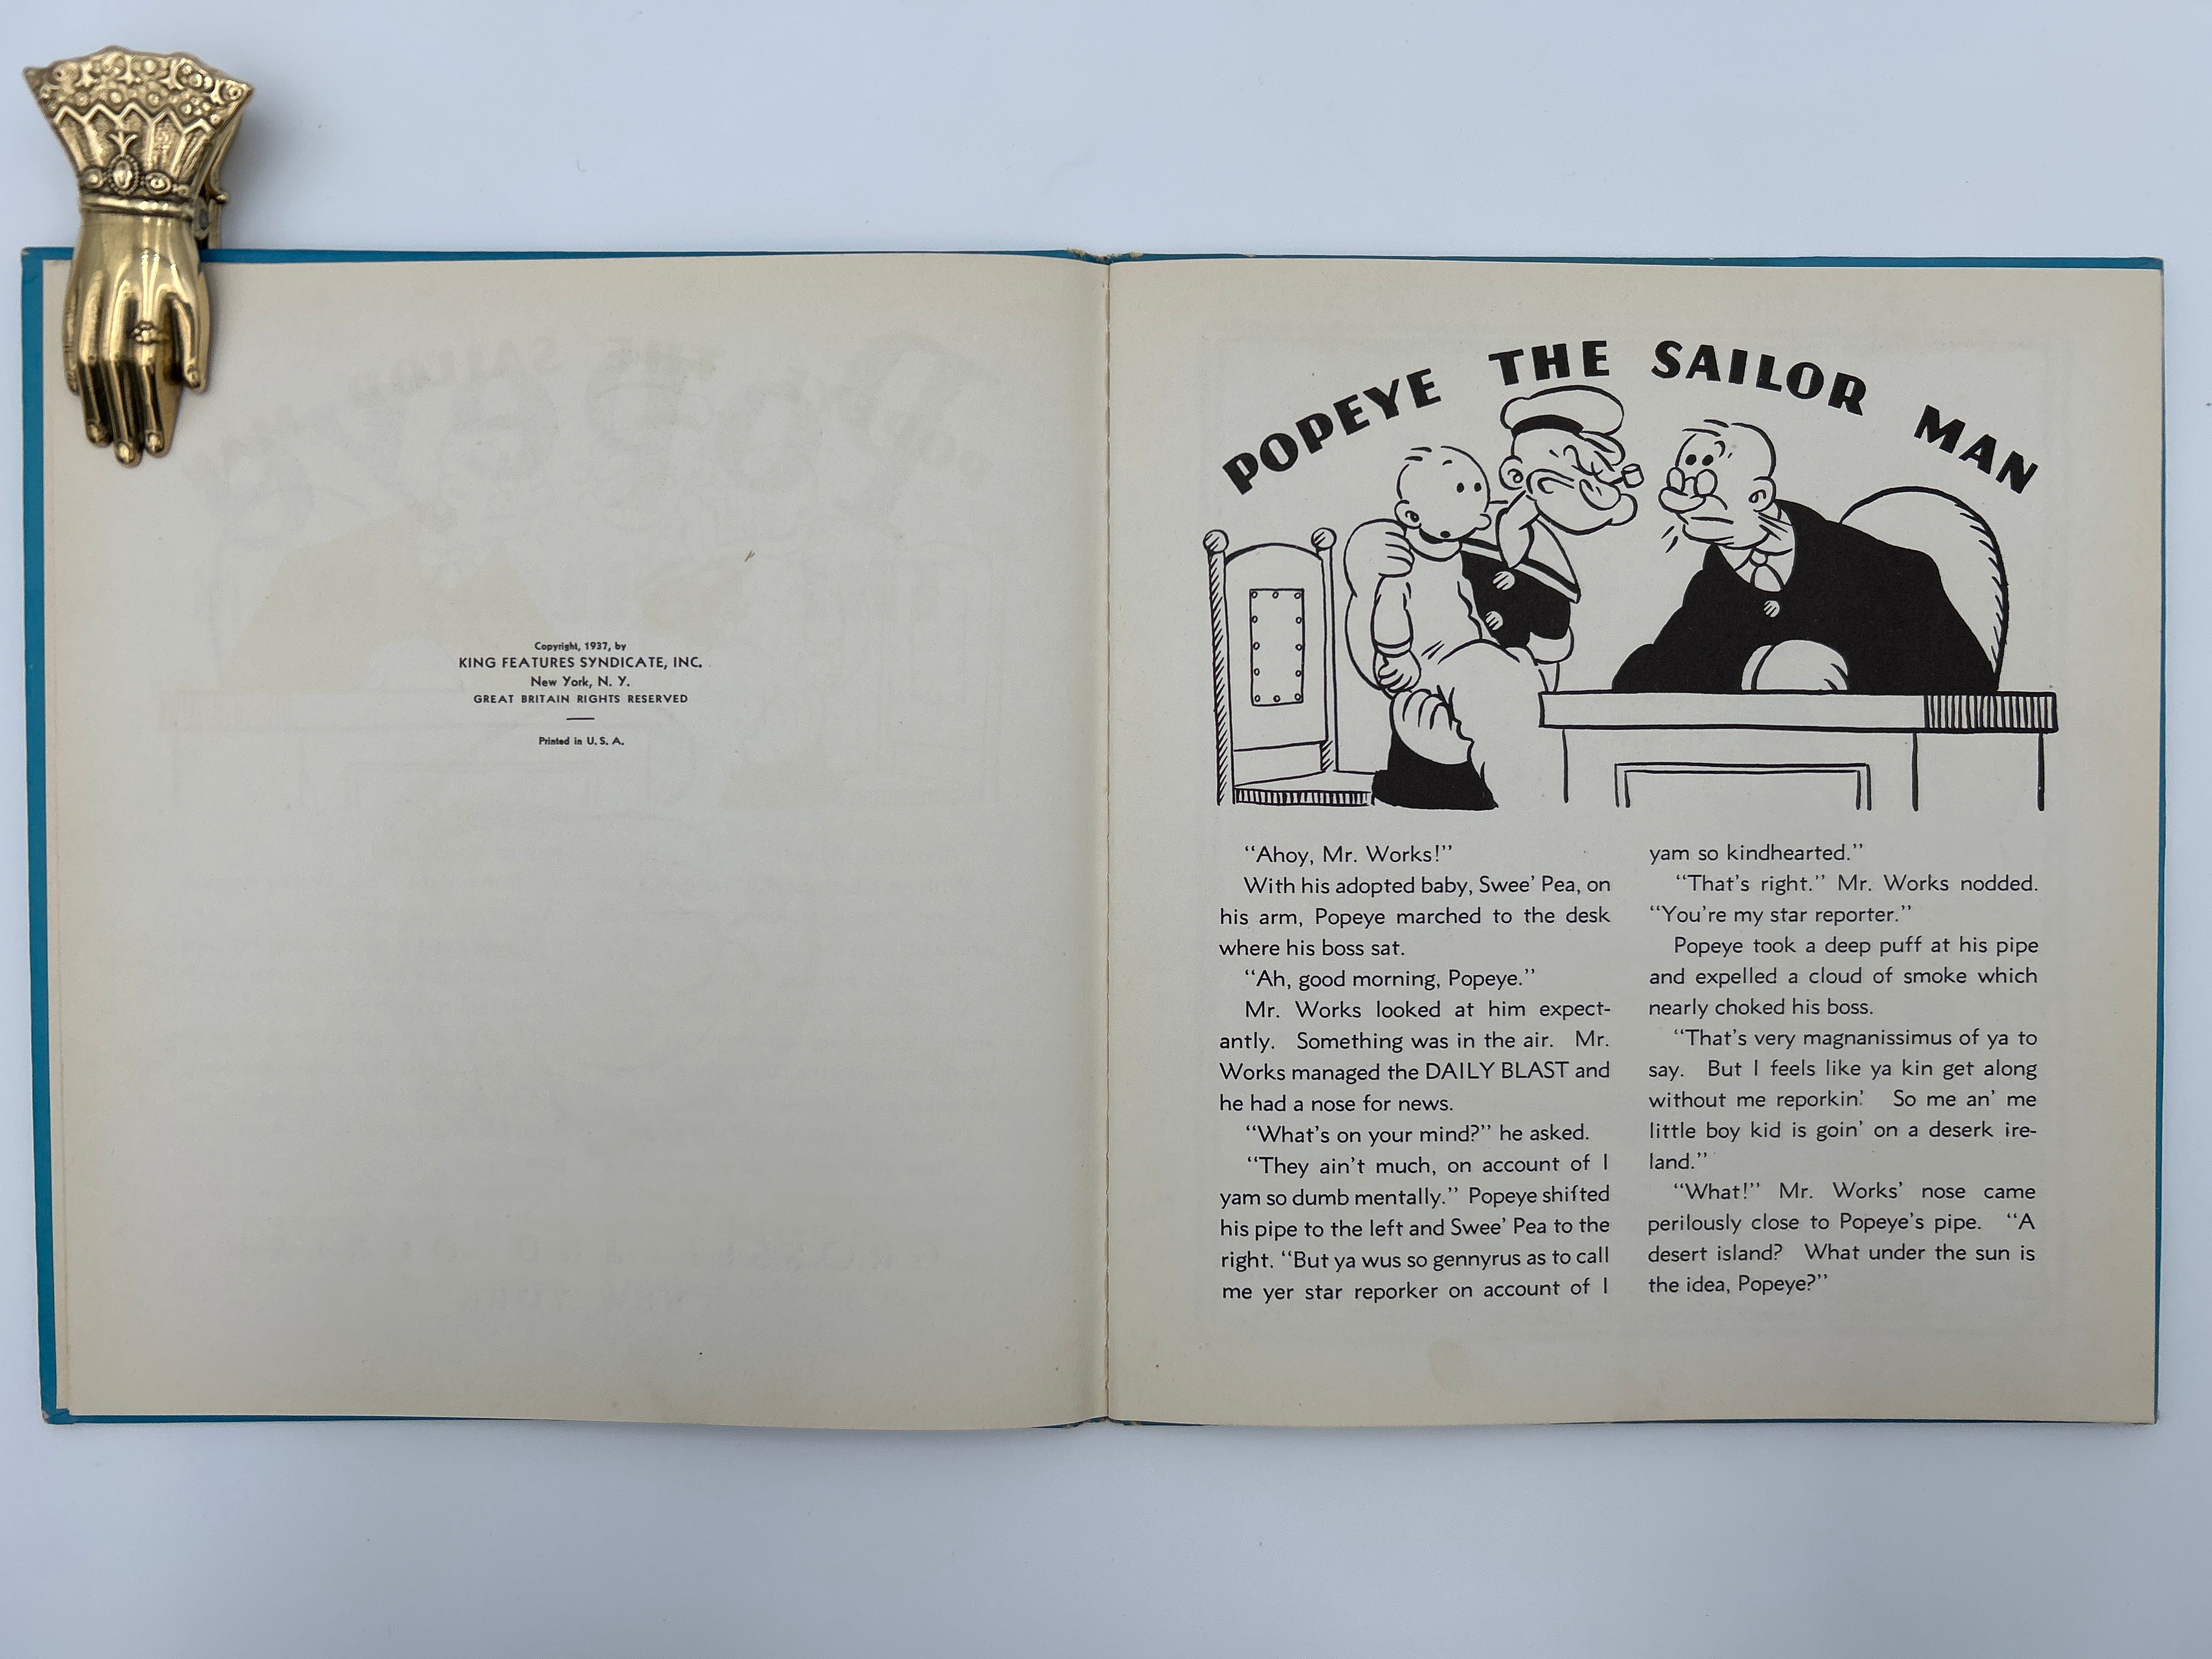 Copyright, 1937, by
KING FEATURES SYNDICATE, INC.
New York, N. Y.
GREAT BRITAIN RIGHTS RESERVED
Printed in U. S. A.
POPEYE THE SAILOR MAN
“Ahoy, Mr. Works!”
With his adopted baby, Swee’ Pea, on
his arm, Popeye marched to the desk
where his boss sat.
“Ah, good morning, Popeye.”
Mr. Works looked at him expect-
antly. Something was in the air. Mr.
Works managed the DAILY BLAST and
he had a nose for news.
“What’s on your mind?” he asked.
“They ain’t much, on account of I
yam so dumb mentally.” Popeye shifted
his pipe to the left and Swee’ Pea to the
right. “But ya wus so gennyrus as to call
me yer star reporker on account of I
yam so kindhearted.”
“That’s right.” Mr. Works nodded.
“You’re my star reporter.”
Popeye took a deep puff at his pipe
and expelled a cloud of smoke which
nearly choked his boss.
“That’s very magnanissimus of ya to
say. But I feels like ya kin get along
without me reporkin’. So me an’ me
little boy kid is goin’ on a deserk ire-
land.”
“What!” Mr. Works’ nose came
perilously close to Popeye’s pipe. “A
desert island? What under the sun is
the idea, Popeye?”